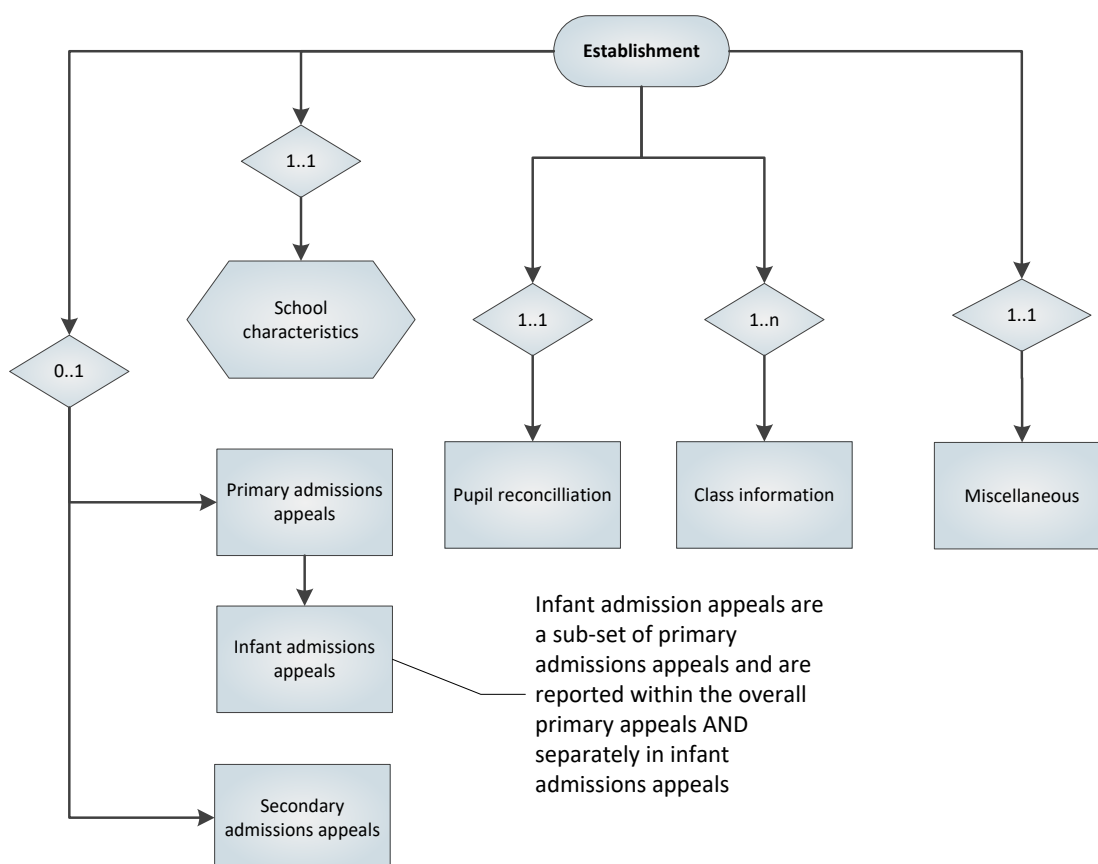 Establishment
1..1
School
characteristics
0..1
1..1
1..n
1..1
Primary admissions
appeals
Pupil reconcilliation
Class information
Miscellaneous
Infant admissions
appeals
Infant admission appeals are
a sub-set of primary
admissions appeals and are
reported within the overall
primary appeals AND
separately in infant
admissions appeals
Secondary
admissions appeals